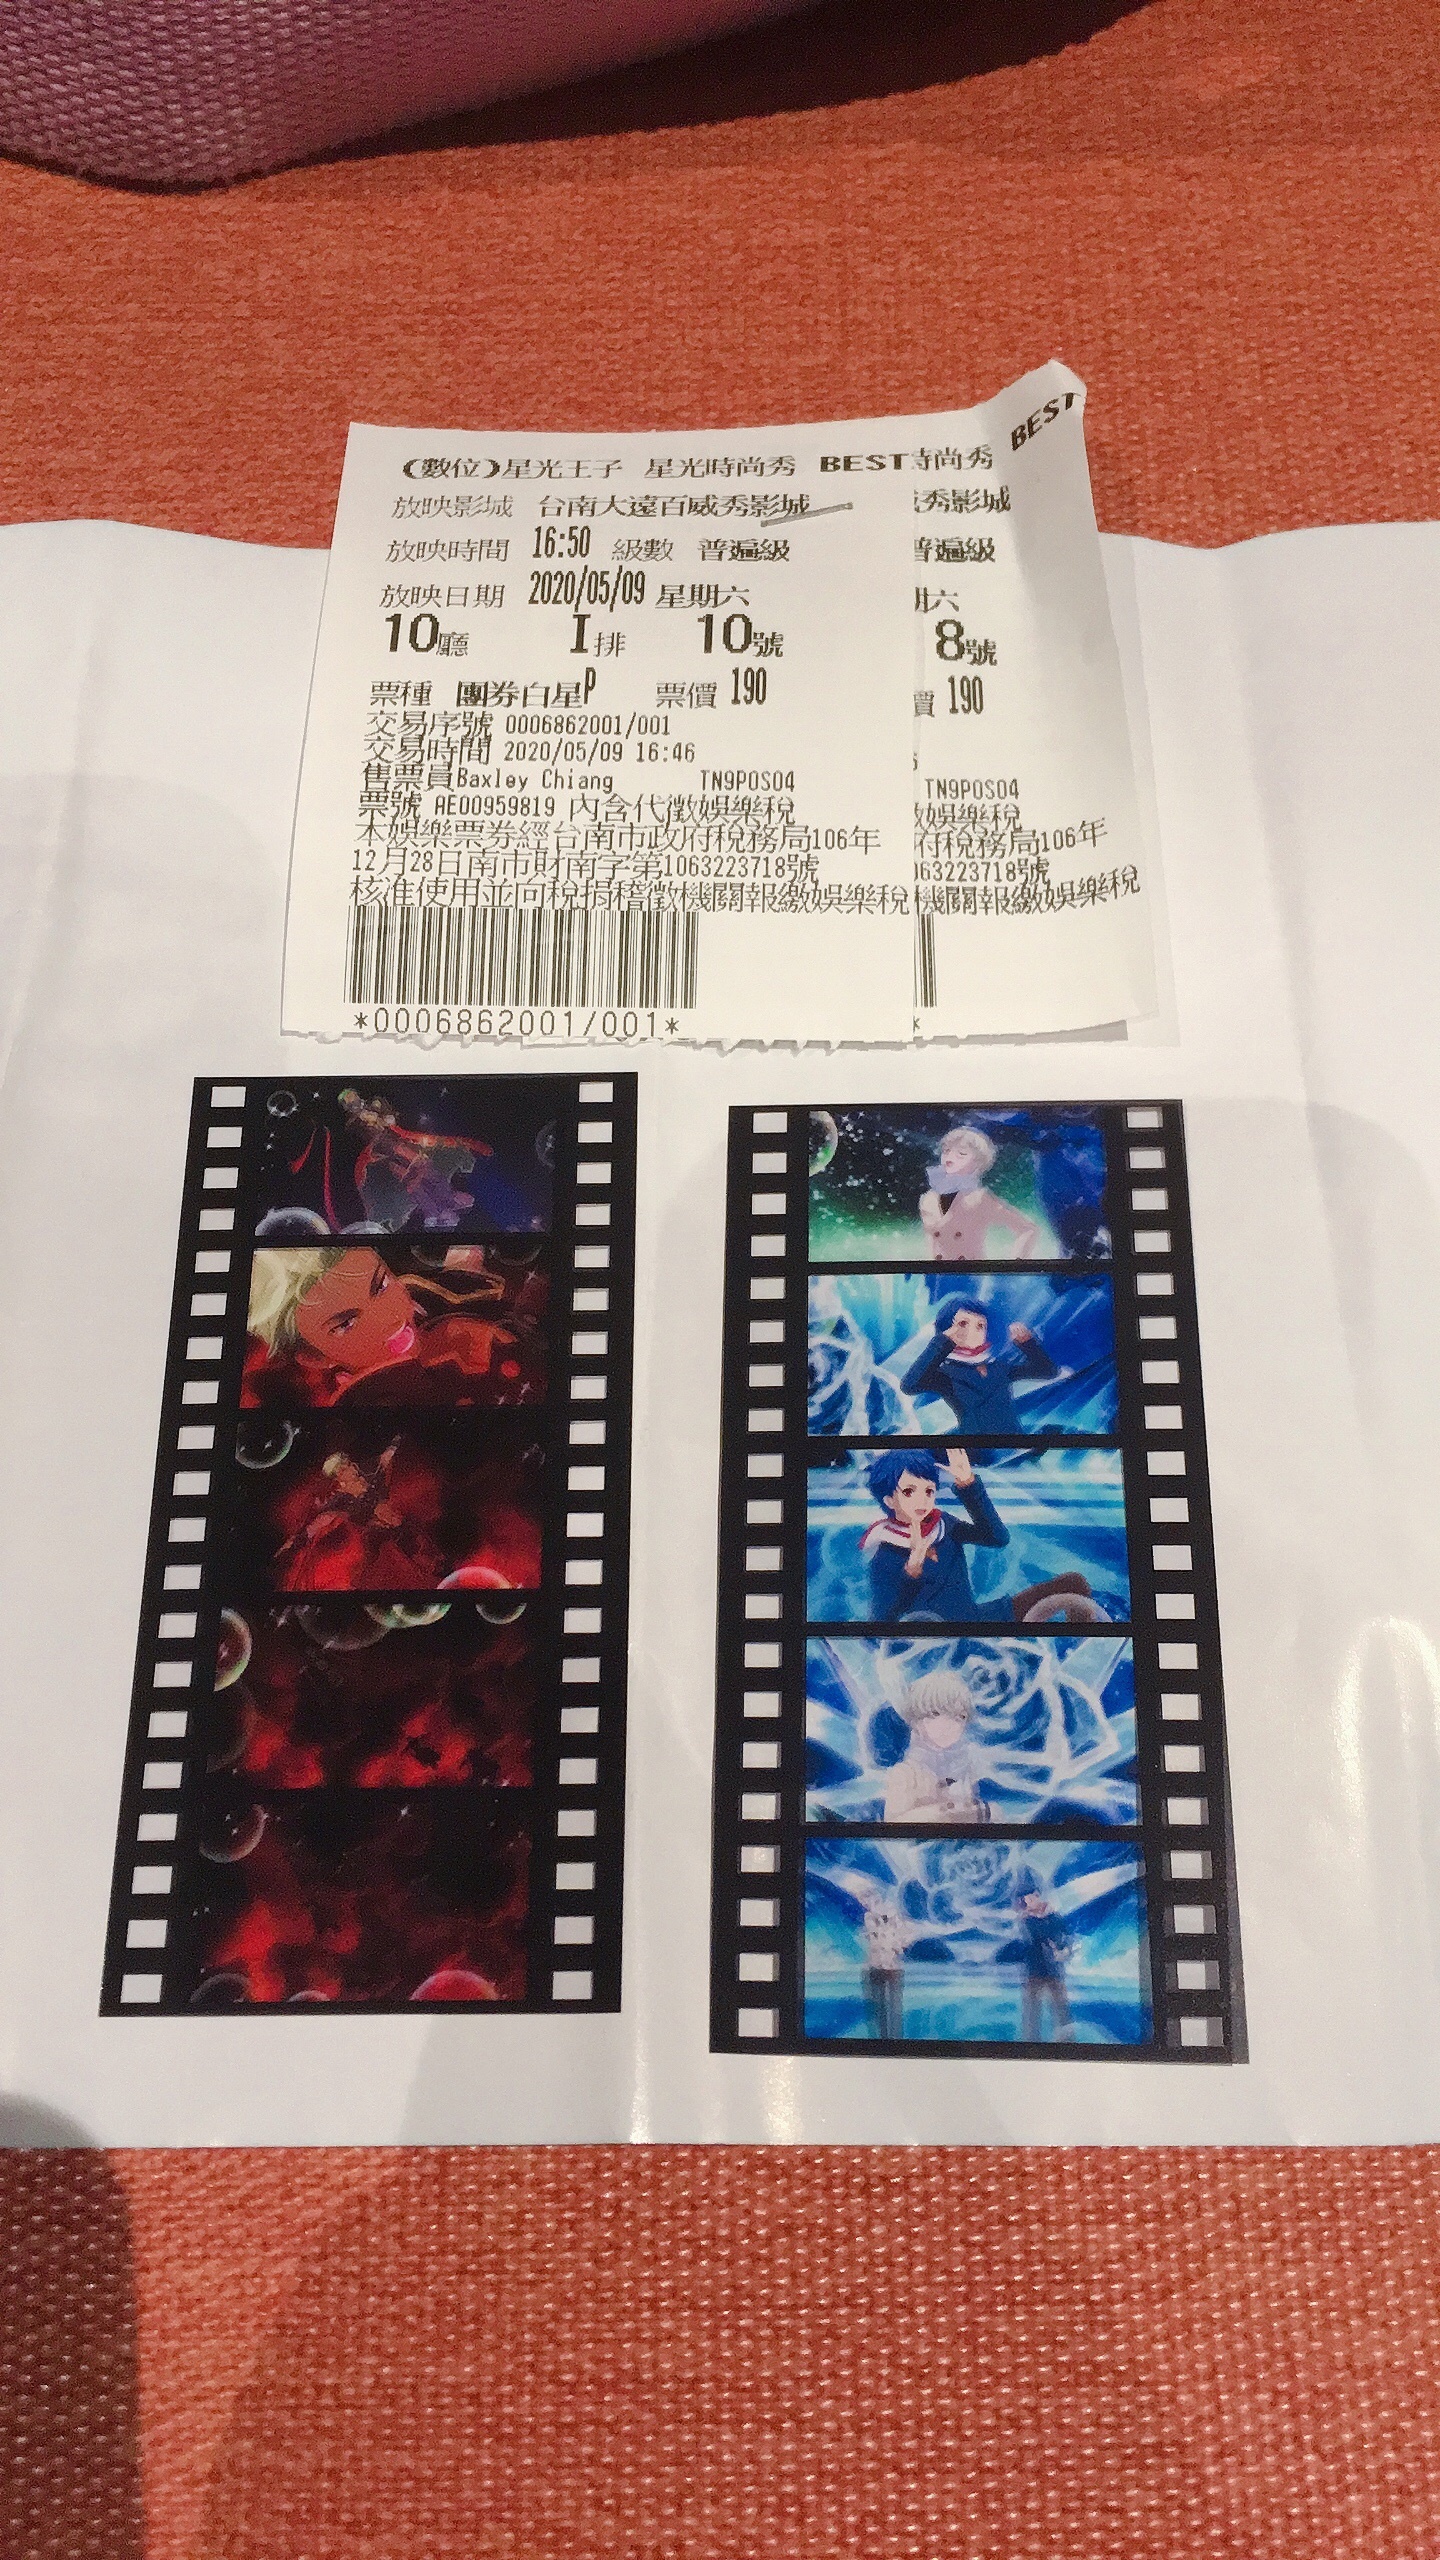 (數位)星光王子 星光時尚秀 BEST
放映影城 台南大遠百威秀影城
放映時間 16:50 級數 普遍級
放映日期 2020/05/09 星期六
10廳 I排 10號
票種 團券白星P 票價 190
交易序號 0006862001/001
交易時間 2020/05/09 16:46
售票員Baxley Chiang TN9POS04
票號 AE00959819 內含代徵娛樂稅
本娛樂票券經台南市政府稅務局106年
12月28日南市財南字第1063223718號
核准使用並向稅捐稽徵機關報繳娛樂稅
*0006862001/001*
時尚秀 BEST
秀影城
普遍級
期六
8號
價 190
TN9POS04
娛樂稅
府稅務局106年
063223718號
機關報繳娛樂稅